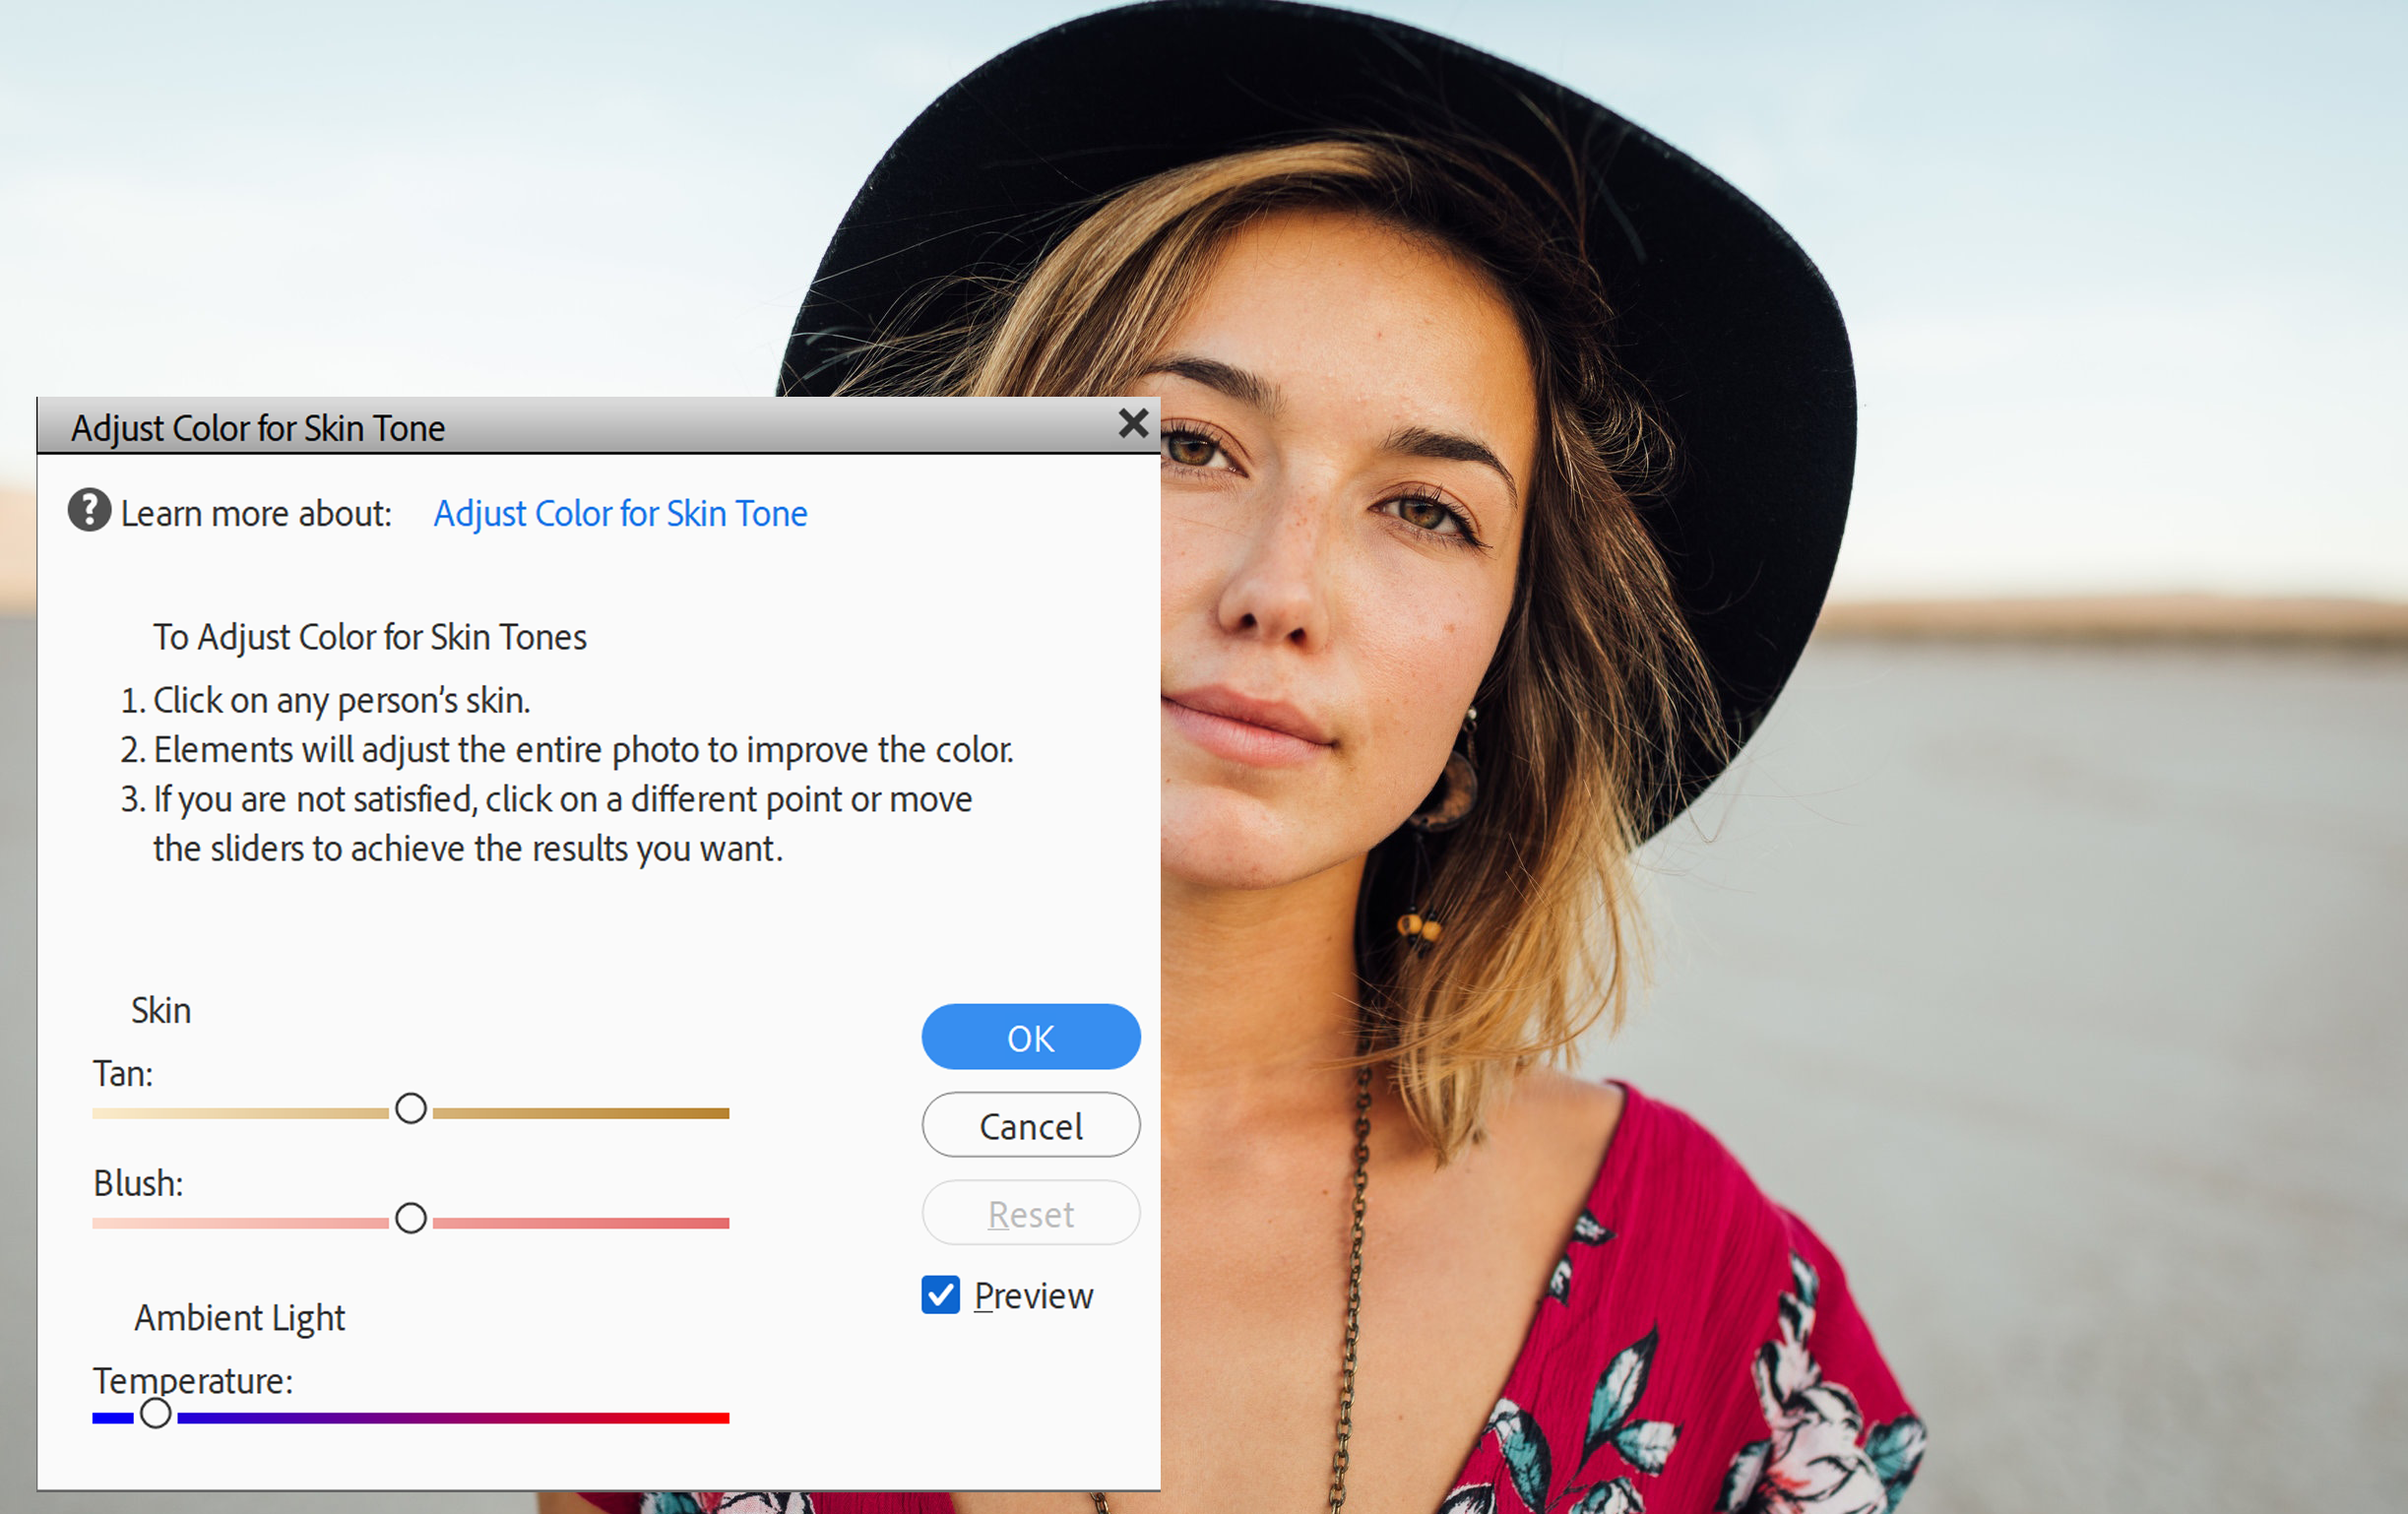 Adjust Color for Skin Tone
? Learn more about: Adjust Color for Skin Tone
To Adjust Color for Skin Tones
1. Click on any person's skin.
2. Elements will adjust the entire photo to improve the color.
3. If you are not satisfied, click on a different point or move
the sliders to achieve the results you want.
Skin
Tan:
Blush:
Ambient Light
Temperature:
OK
Cancel
Reset
Preview